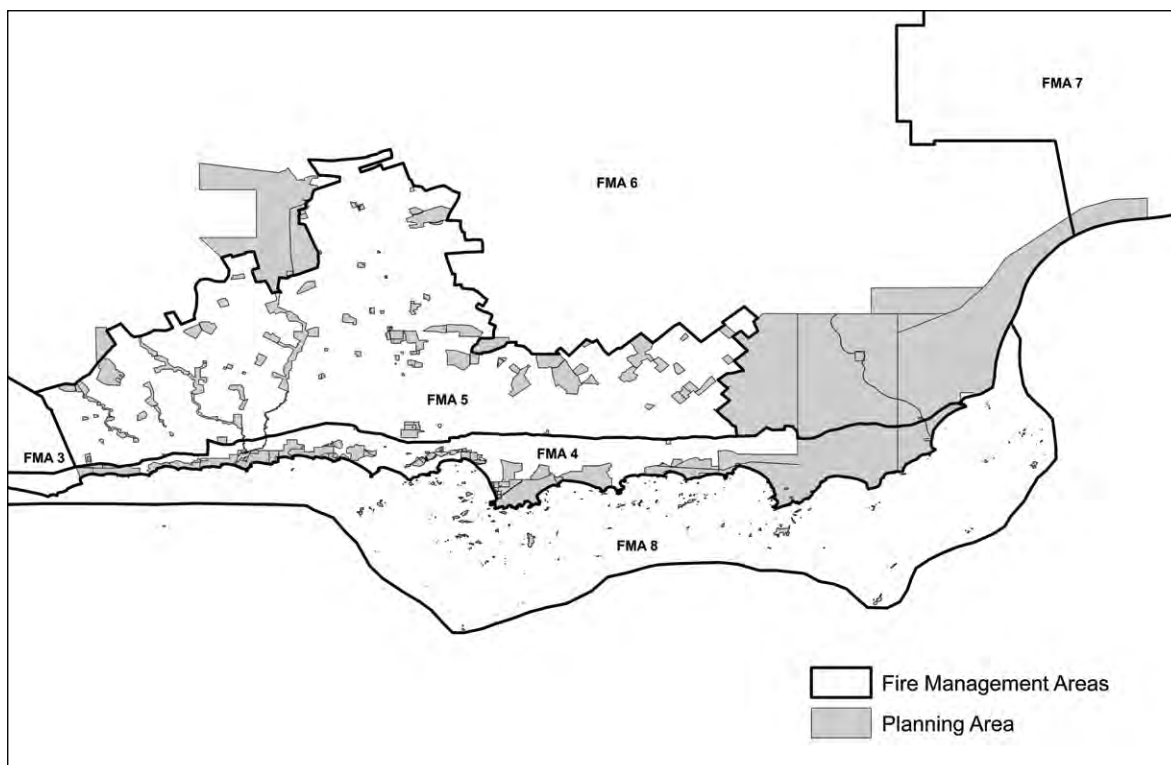 FMA 7
FMA 6
FMA 5
FMA 3
FMA 4
FMA 8
Fire Management Areas
Planning Area